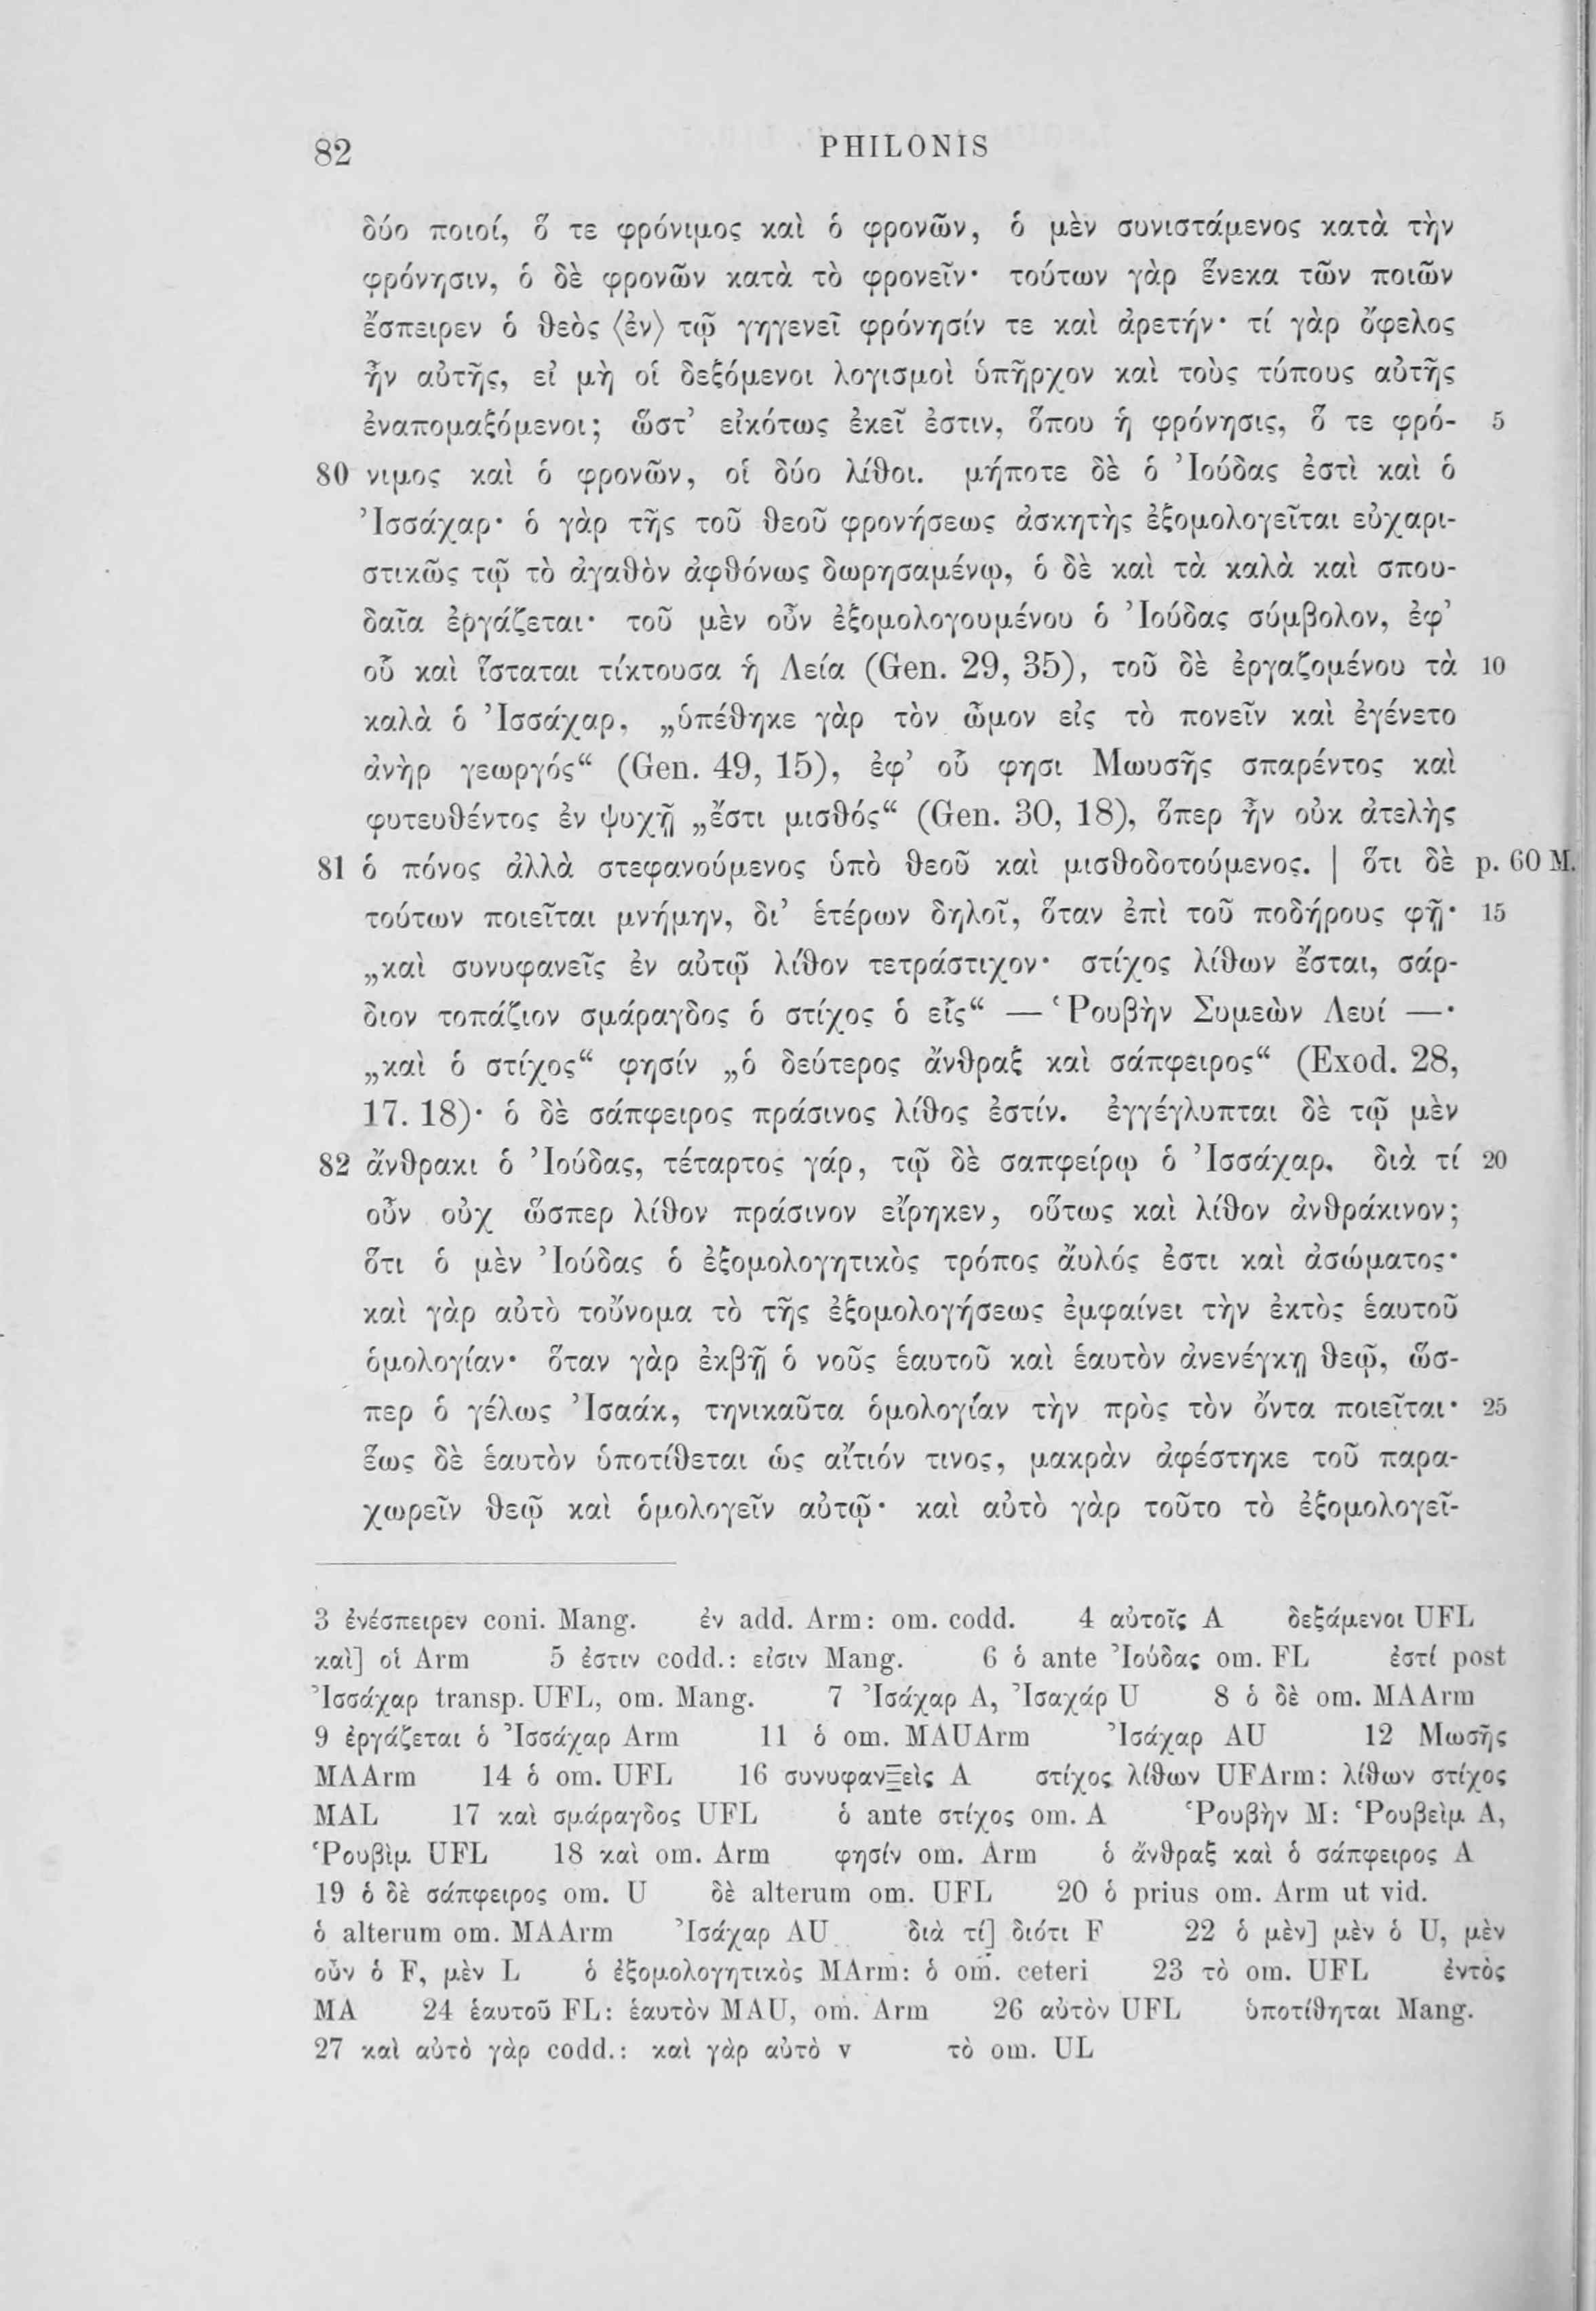 82 PHILONIS
δύο ποιοί, ὅ τε φρόνιμος καὶ ὁ φρονῶν, ὁ μὲν συνιστάμενος κατὰ τὴν
φρόνησιν, ὁ δὲ φρονῶν κατὰ τὸ φρονεῖν· τούτων γὰρ ἕνεκα τῶν ποιῶν
ἔσπειρεν ὁ θεὸς ⟨ἐν⟩ τῷ γηγενεῖ φρόνησίν τε καὶ ἀρετήν· τί γὰρ ὄφελος
ἦν αὐτῆς, εἰ μὴ οἱ δεξόμενοι λογισμοὶ ὑπῆρχον καὶ τοὺς τύπους αὐτῆς
ἐναπομαξόμενοι; ὥστ’ εἰκότως ἐκεῖ ἐστιν, ὅπου ἡ φρόνησις, ὅ τε φρό- 5
80 νιμος καὶ ὁ φρονῶν, οἱ δύο λίθοι. μήποτε δὲ ὁ Ἰούδας ἐστὶ καὶ ὁ
Ἰσσάχαρ· ὁ γὰρ τῆς τοῦ θεοῦ φρονήσεως ἀσκητὴς ἐξομολογεῖται εὐχαρι-
στικῶς τῷ τὸ ἀγαθὸν ἀφθόνως δωρησαμένῳ, ὁ δὲ καὶ τὰ καλὰ καὶ σπου-
δαῖα ἐργάζεται· τοῦ μὲν οὖν ἐξομολογουμένου ὁ Ἰούδας σύμβολον, ἐφ’
οὗ καὶ ἵσταται τίκτουσα ἡ Λεία (Gen. 29, 35), τοῦ δὲ ἐργαζομένου τὰ 10
καλὰ ὁ Ἰσσάχαρ, „ὑπέθηκε γὰρ τὸν ὦμον εἰς τὸ πονεῖν καὶ ἐγένετο
ἀνὴρ γεωργός“ (Gen. 49, 15), ἐφ’ οὗ φησι Μωυσῆς σπαρέντος καὶ
φυτευθέντος ἐν ψυχῇ „ἔστι μισθός“ (Gen. 30, 18), ὅπερ ἦν οὐκ ἀτελὴς
81 ὁ πόνος ἀλλὰ στεφανούμενος ὑπὸ θεοῦ καὶ μισθοδοτούμενος. | ὅτι δὲ p. 60 M.
τούτων ποιεῖται μνήμην, δι’ ἑτέρων δηλοῖ, ὅταν ἐπὶ τοῦ ποδήρους φῇ· 15
„καὶ συνυφανεῖς ἐν αὐτῷ λίθον τετράστιχον· στίχος λίθων ἔσται, σάρ-
διον τοπάζιον σμάραγδος ὁ στίχος ὁ εἷς“ — Ῥουβὴν Συμεὼν Λευί —·
„καὶ ὁ στίχος“ φησίν „ὁ δεύτερος ἄνθραξ καὶ σάπφειρος“ (Exod. 28,
17. 18)· ὁ δὲ σάπφειρος πράσινος λίθος ἐστίν. ἐγγέγλυπται δὲ τῷ μὲν
82 ἄνθρακι ὁ Ἰούδας, τέταρτος γάρ, τῷ δὲ σαπφείρῳ ὁ Ἰσσάχαρ. διὰ τί 20
οὖν οὐχ ὥσπερ λίθον πράσινον εἴρηκεν, οὕτως καὶ λίθον ἀνθράκινον;
ὅτι ὁ μὲν Ἰούδας ὁ ἐξομολογητικὸς τρόπος ἄυλός ἐστι καὶ ἀσώματος·
καὶ γὰρ αὐτὸ τοὔνομα τὸ τῆς ἐξομολογήσεως ἐμφαίνει τὴν ἐκτὸς ἑαυτοῦ
ὁμολογίαν· ὅταν γὰρ ἐκβῇ ὁ νοῦς ἑαυτοῦ καὶ ἑαυτὸν ἀνενέγκῃ θεῷ, ὥσ-
περ ὁ γέλως Ἰσαάκ, τηνικαῦτα ὁμολογίαν τὴν πρὸς τὸν ὄντα ποιεῖται· 25
ἕως δὲ ἑαυτὸν ὑποτίθεται ὡς αἴτιόν τινος, μακρὰν ἀφέστηκε τοῦ παρα-
χωρεῖν θεῷ καὶ ὁμολογεῖν αὐτῷ· καὶ αὐτὸ γὰρ τοῦτο τὸ ἐξομολογεῖ-
3 ἐνέσπειρεν coni. Mang. ἐν add. Arm: om. codd. 4 αὐτοῖς A δεξάμενοι UFL
καὶ] οἱ Arm 5 ἐστιν codd.: εἰσιν Mang. 6 ὁ ante Ἰούδας om. FL ἐστί post
Ἰσσάχαρ transp. UFL, om. Mang. 7 Ἰσάχαρ A, Ἰσαχάρ U 8 ὁ δὲ om. MAArm
9 ἐργάζεται ὁ Ἰσσάχαρ Arm 11 ὁ om. MAUArm Ἰσάχαρ AU 12 Μωσῆς
MAArm 14 ὁ om. UFL 16 συνυφανΞεὶς A στίχος λίθων UFArm: λίθων στίχος
MAL 17 καὶ σμάραγδος UFL ὁ ante στίχος om. A Ῥουβὴν M: Ῥουβεὶμ A,
Ῥουβὶμ UFL 18 καὶ om. Arm φησίν om. Arm ὁ ἄνθραξ καὶ ὁ σάπφειρος A
19 ὁ δὲ σάπφειρος om. U δὲ alterum om. UFL 20 ὁ prius om. Arm ut vid.
ὁ alterum om. MAArm Ἰσάχαρ AU διὰ τί] διότι F 22 ὁ μὲν] μὲν ὁ U, μὲν
οὖν ὁ F, μὲν L ὁ ἐξομολογητικὸς MArm: ὁ om. ceteri 23 τὸ om. UFL ἐντὸς
MA 24 ἑαυτοῦ FL: ἑαυτὸν MAU, om. Arm 26 αὐτὸν UFL ὑποτίθηται Mang.
27 καὶ αὐτὸ γὰρ codd.: καὶ γὰρ αὐτὸ v τὸ om. UL